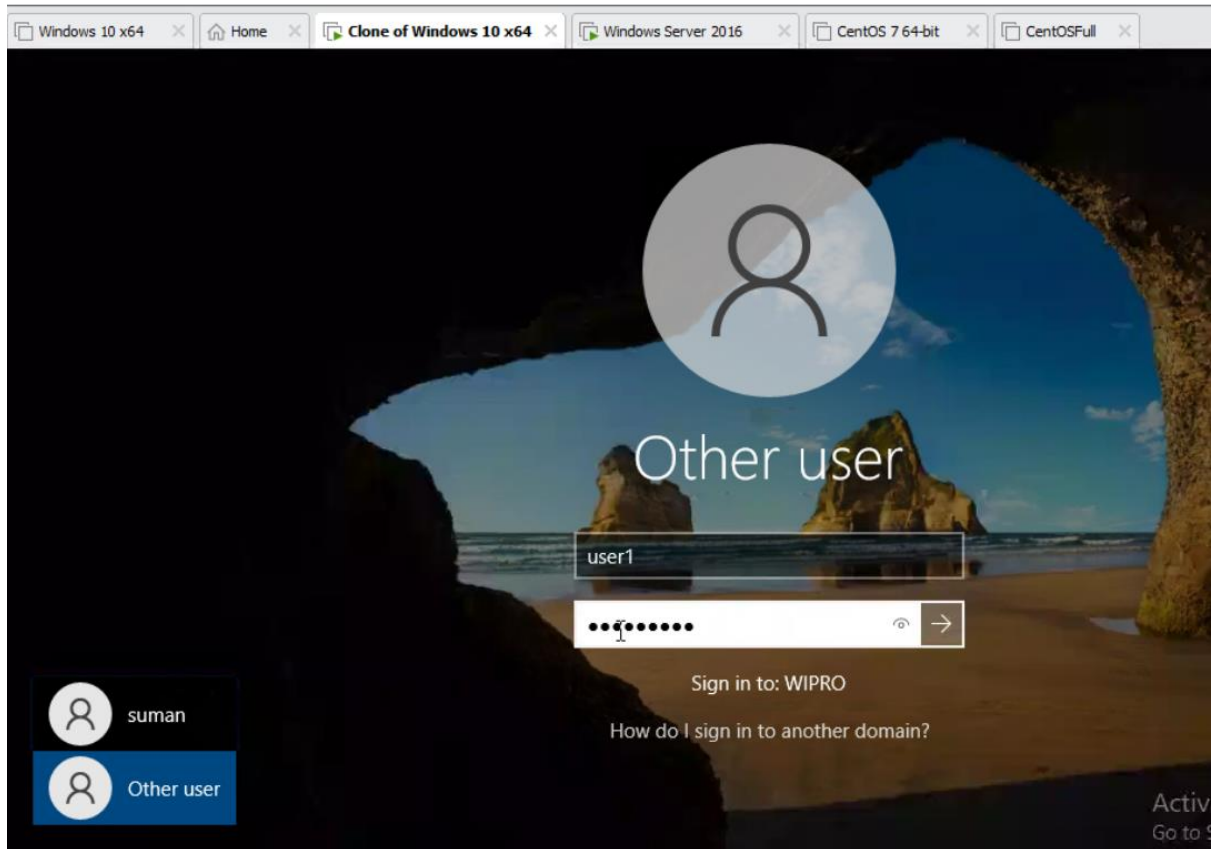 Windows 10 x64 Home Clone of Windows 10 x64 Windows Server 2016 CentOS 7 64-bit CentOSFull
Other user
user1
•••••••••
Sign in to: WIPRO
How do I sign in to another domain?
suman
Other user
Activ
Go to S